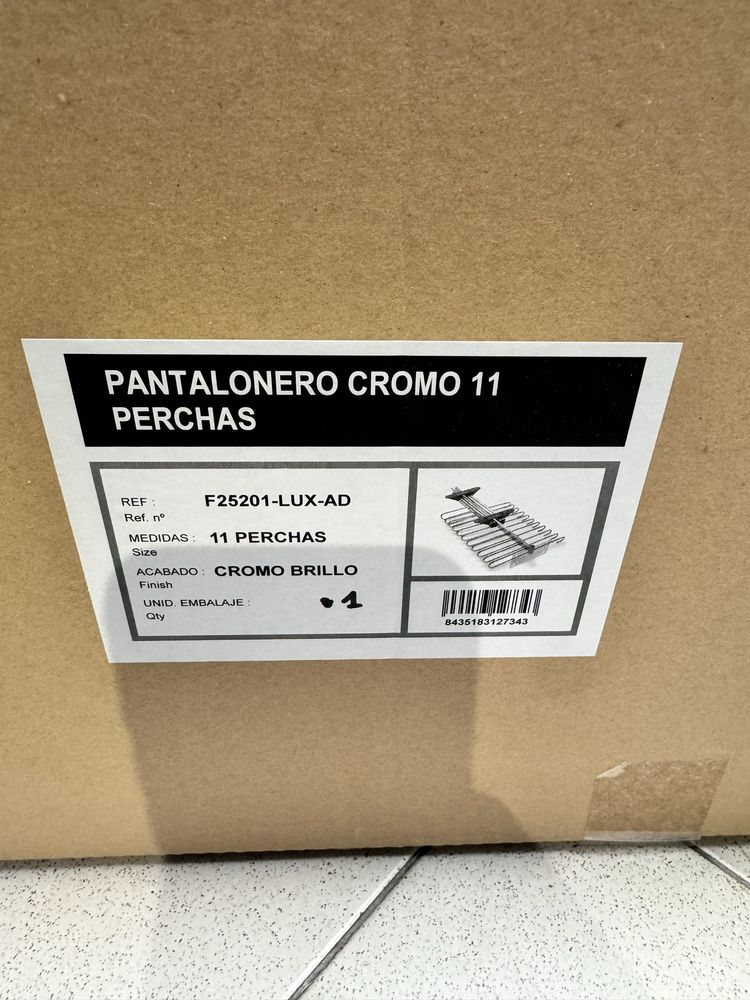 PANTALONERO CROMO 11
PERCHAS
REF : F25201-LUX-AD
Ref. nº
MEDIDAS : 11 PERCHAS
Size
ACABADO : CROMO BRILLO
Finish
UNID. EMBALAJE : 1
Qty
8435183127343